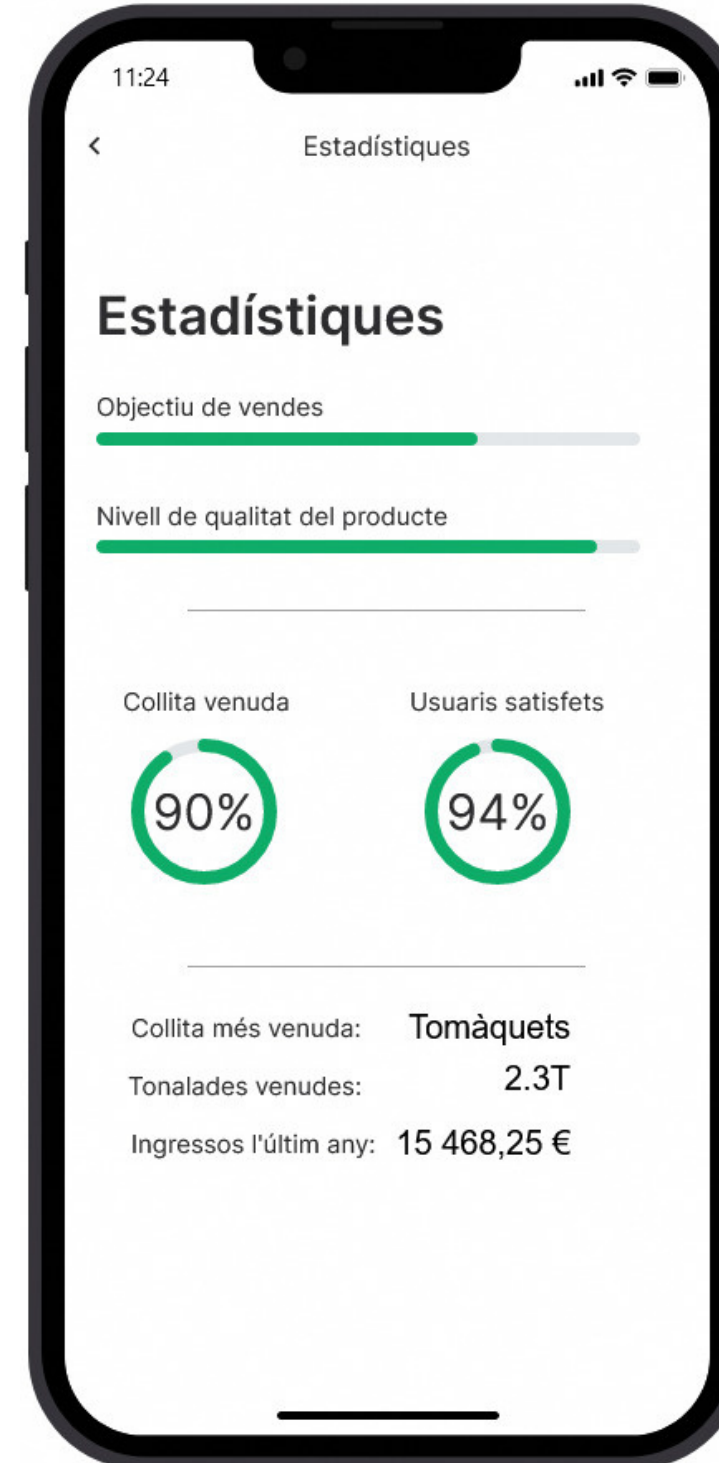 11:24
Estadístiques
Estadístiques
Objectiu de vendes
Nivell de qualitat del producte
Collita venuda Usuaris satisfets
90% 94%
Collita més venuda: Tomàquets
Tonalades venudes: 2.3T
Ingressos l'últim any: 15 468,25 €